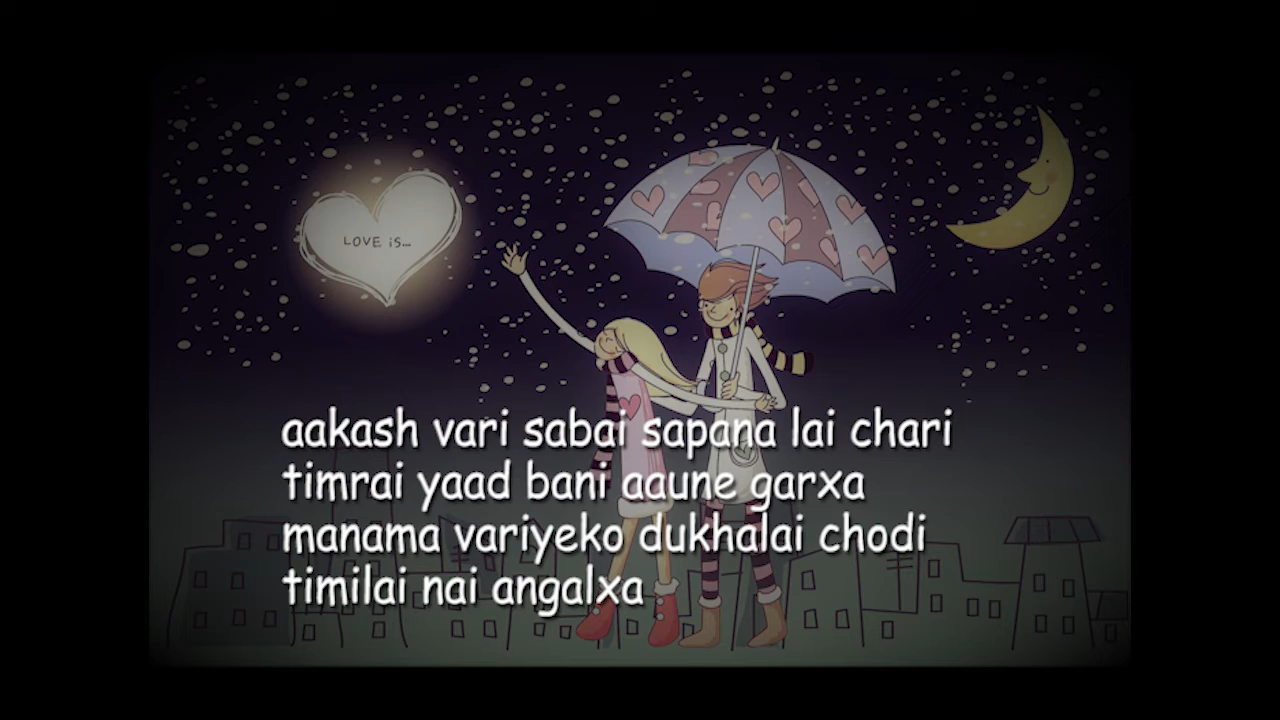 LOVE iS...
aakash vari sabai sapana lai chari
timrai yaad bani aaune garxa
manama variyeko dukhalai chodi
timilai nai angalxa